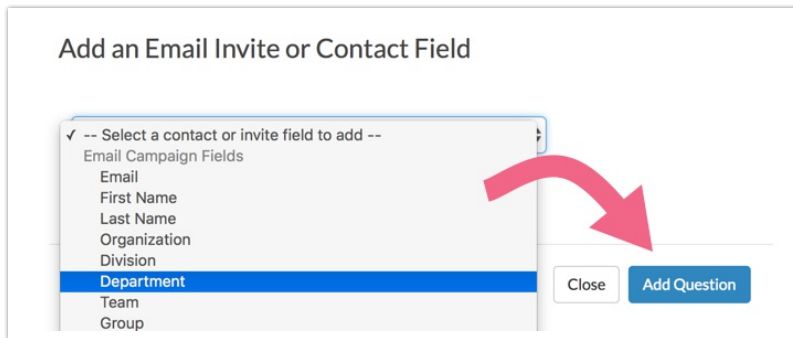 Add an Email Invite or Contact Field
✓ -- Select a contact or invite field to add --
Email Campaign Fields
Email
First Name
Last Name
Organization
Division
Department
Team
Group
Close
Add Question